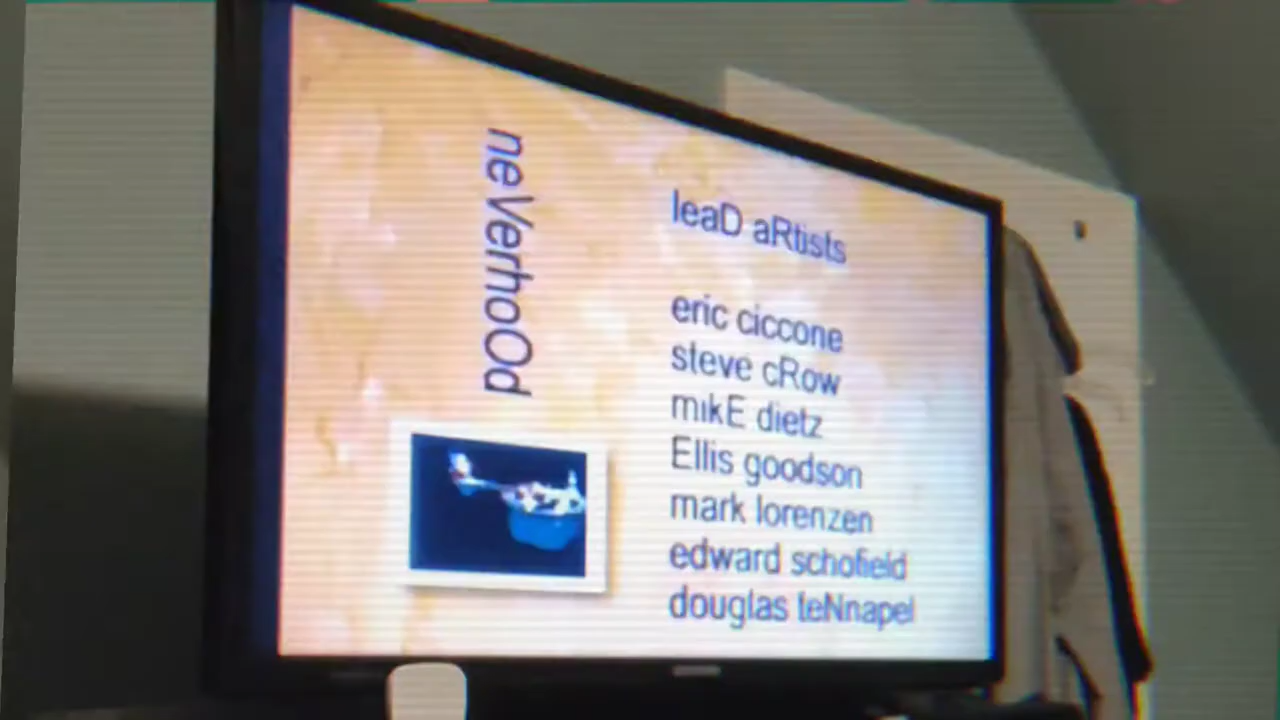 neVerhoOd
leaD aRtists
eric ciccone
steve cRow
mikE dietz
Ellis goodson
mark lorenzen
edward schofield
douglas teNnapel